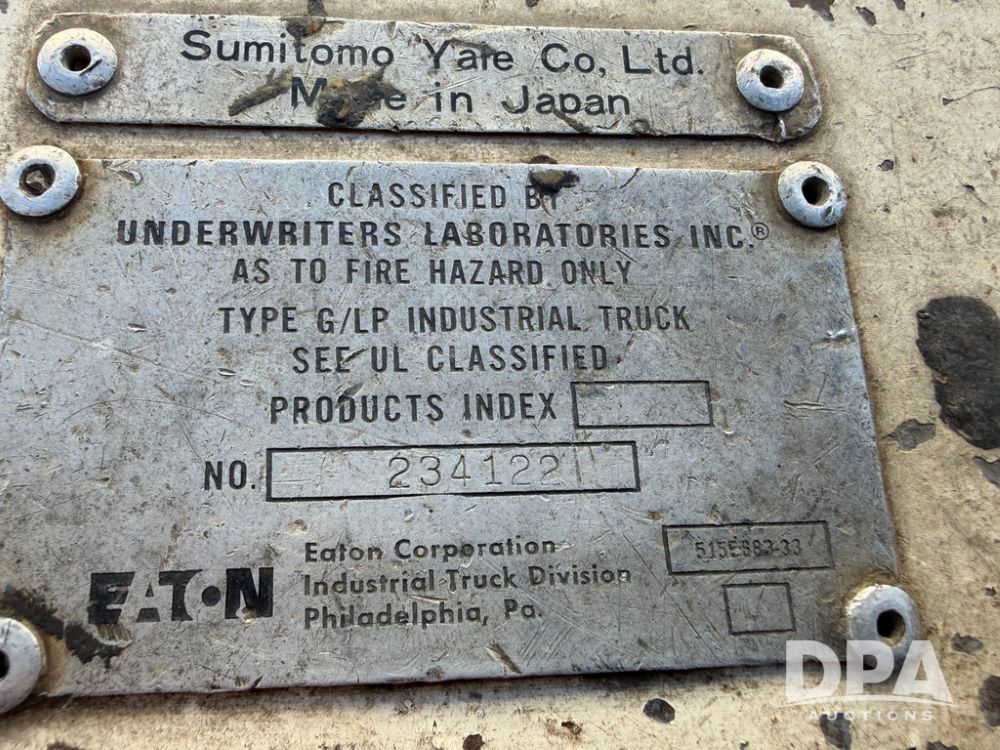 Sumitomo Yale Co, Ltd.
Made in Japan
CLASSIFIED BY
UNDERWRITERS LABORATORIES INC.®
AS TO FIRE HAZARD ONLY
TYPE G/LP INDUSTRIAL TRUCK
SEE UL CLASSIFIED
PRODUCTS INDEX
NO. 234122
EATON
Eaton Corporation
Industrial Truck Division
Philadelphia, Pa.
DPA
AUCTIONS